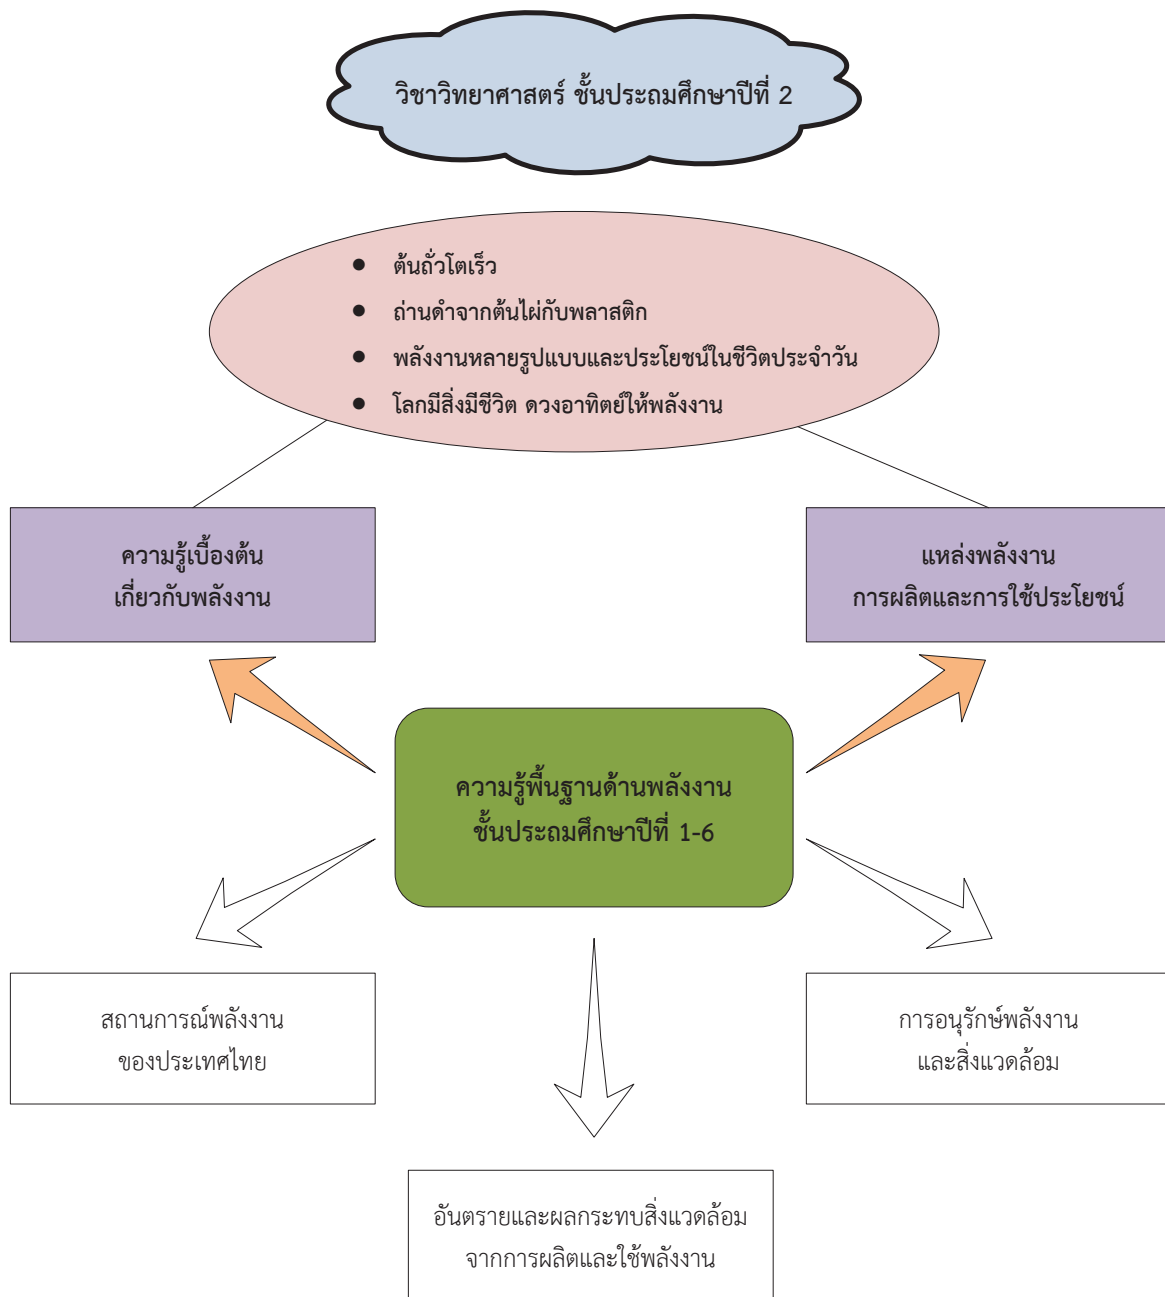 วิชาวิทยาศาสตร์ ชั้นประถมศึกษาปีที่ 2
● ต้นถั่วโตเร็ว
● ถ่านดำจากต้นไผ่กับพลาสติก
● พลังงานหลายรูปแบบและประโยชน์ในชีวิตประจำวัน
● โลกมีสิ่งมีชีวิต ดวงอาทิตย์ให้พลังงาน
ความรู้เบื้องต้น
เกี่ยวกับพลังงาน
แหล่งพลังงาน
การผลิตและการใช้ประโยชน์
ความรู้พื้นฐานด้านพลังงาน
ชั้นประถมศึกษาปีที่ 1-6
สถานการณ์พลังงาน
ของประเทศไทย
การอนุรักษ์พลังงาน
และสิ่งแวดล้อม
อันตรายและผลกระทบสิ่งแวดล้อม
จากการผลิตและใช้พลังงาน